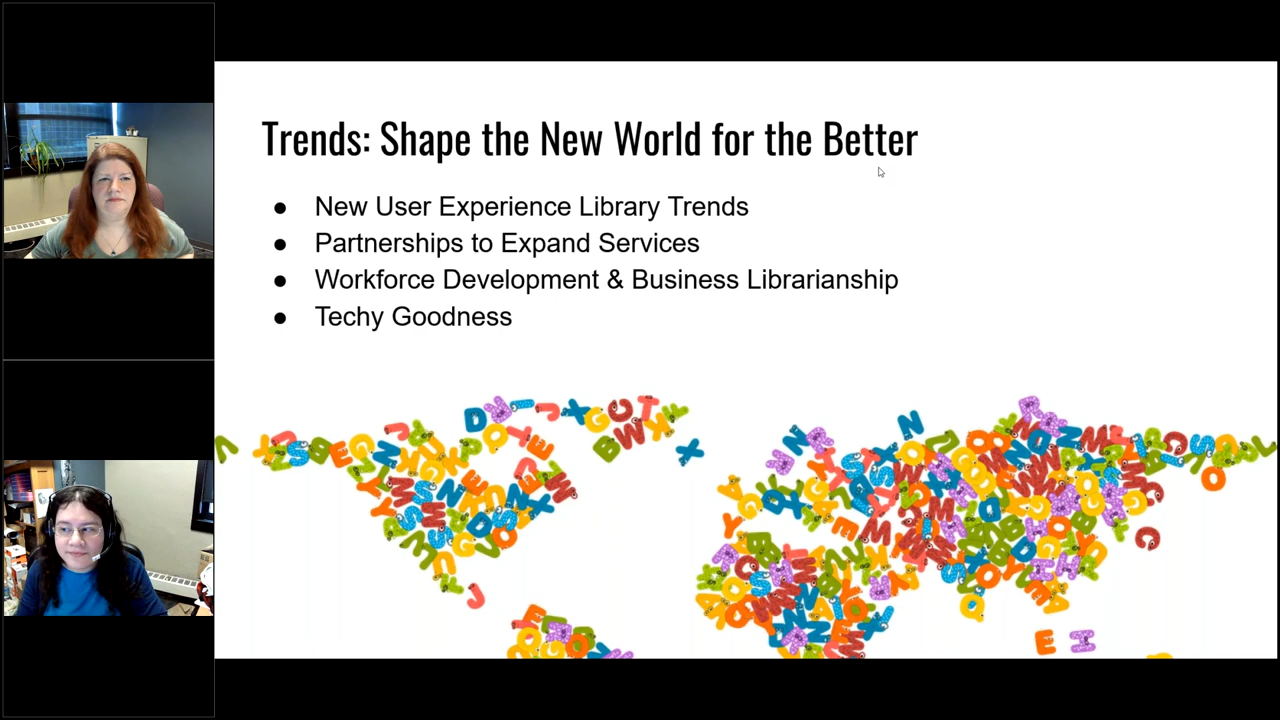 Trends: Shape the New World for the Better
● New User Experience Library Trends
● Partnerships to Expand Services
● Workforce Development & Business Librarianship
● Techy Goodness